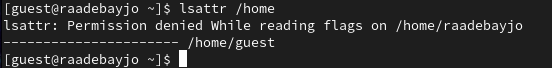 [guest@raadebayjo ~]$ lsattr /home
lsattr: Permission denied While reading flags on /home/raadebayjo
---------------------- /home/guest
[guest@raadebayjo ~]$